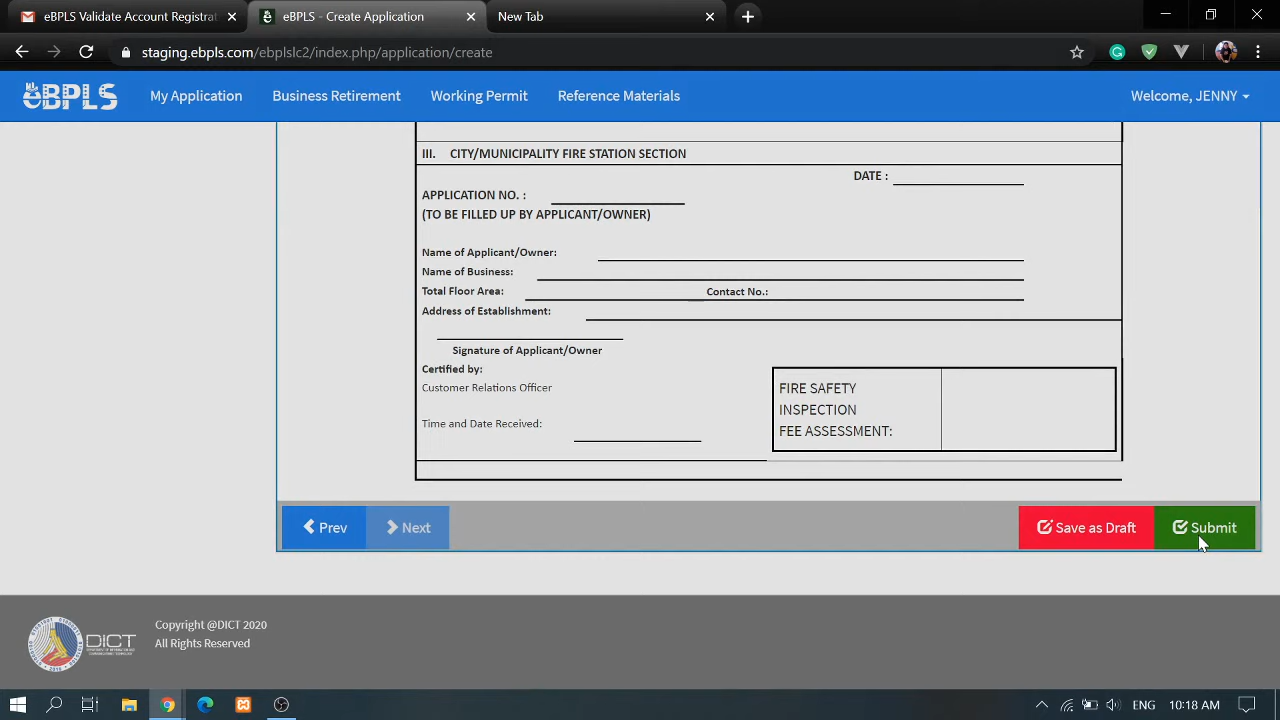 eBPLS Validate Account Registrat
eBPLS - Create Application
New Tab
staging.ebpls.com/ebplslc2/index.php/application/create
eBPLS
My Application
Business Retirement
Working Permit
Reference Materials
Welcome, JENNY
III. CITY/MUNICIPALITY FIRE STATION SECTION
DATE :
APPLICATION NO. :
(TO BE FILLED UP BY APPLICANT/OWNER)
Name of Applicant/Owner:
Name of Business:
Total Floor Area: Contact No.:
Address of Establishment:
Signature of Applicant/Owner
Certified by:
Customer Relations Officer
Time and Date Received:
FIRE SAFETY
INSPECTION
FEE ASSESSMENT:
Prev
Next
Save as Draft
Submit
Copyright @DICT 2020
All Rights Reserved
DICT
ENG
10:18 AM